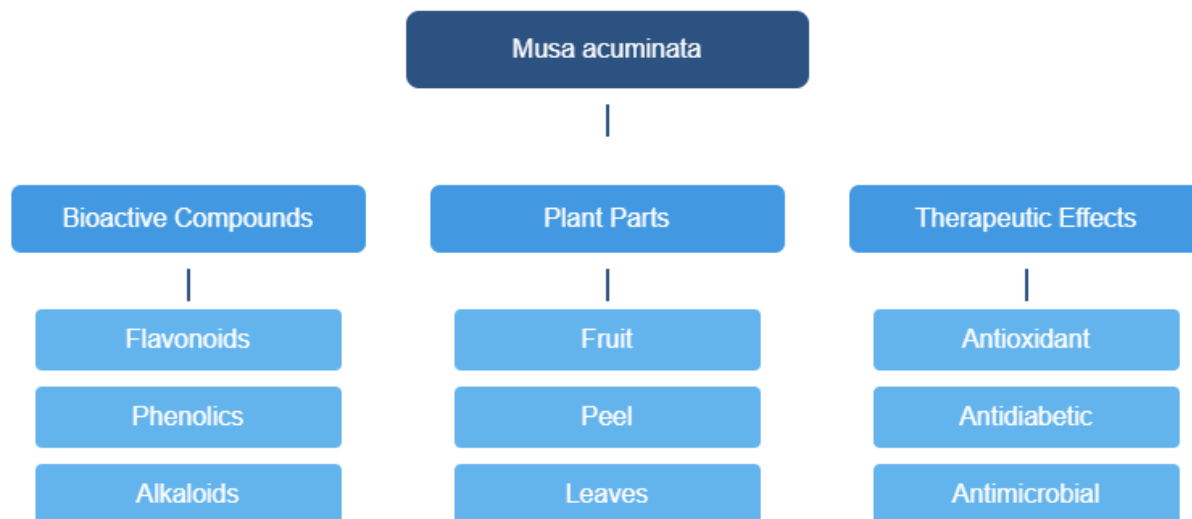 Musa acuminata
Bioactive Compounds
Plant Parts
Therapeutic Effects
Flavonoids
Fruit
Antioxidant
Phenolics
Peel
Antidiabetic
Alkaloids
Leaves
Antimicrobial